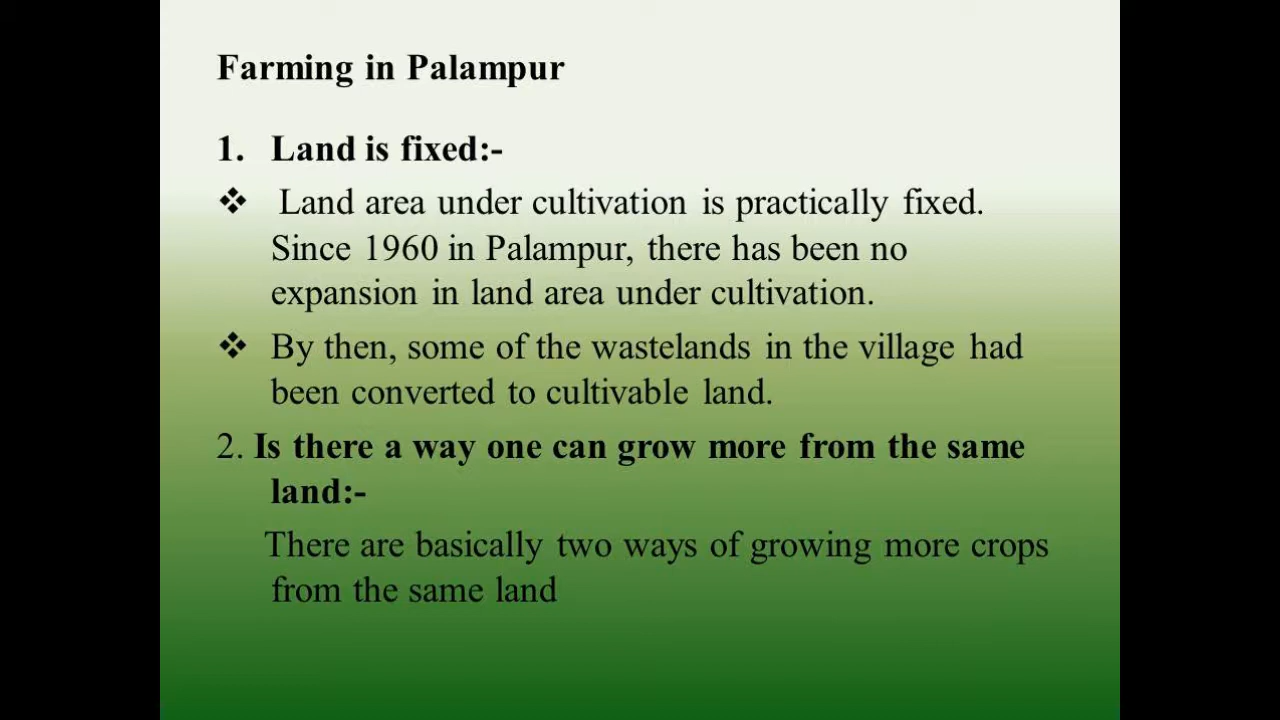 Farming in Palampur
1. Land is fixed:-
❖ Land area under cultivation is practically fixed.
Since 1960 in Palampur, there has been no
expansion in land area under cultivation.
❖ By then, some of the wastelands in the village had
been converted to cultivable land.
2. Is there a way one can grow more from the same
land:-
There are basically two ways of growing more crops
from the same land